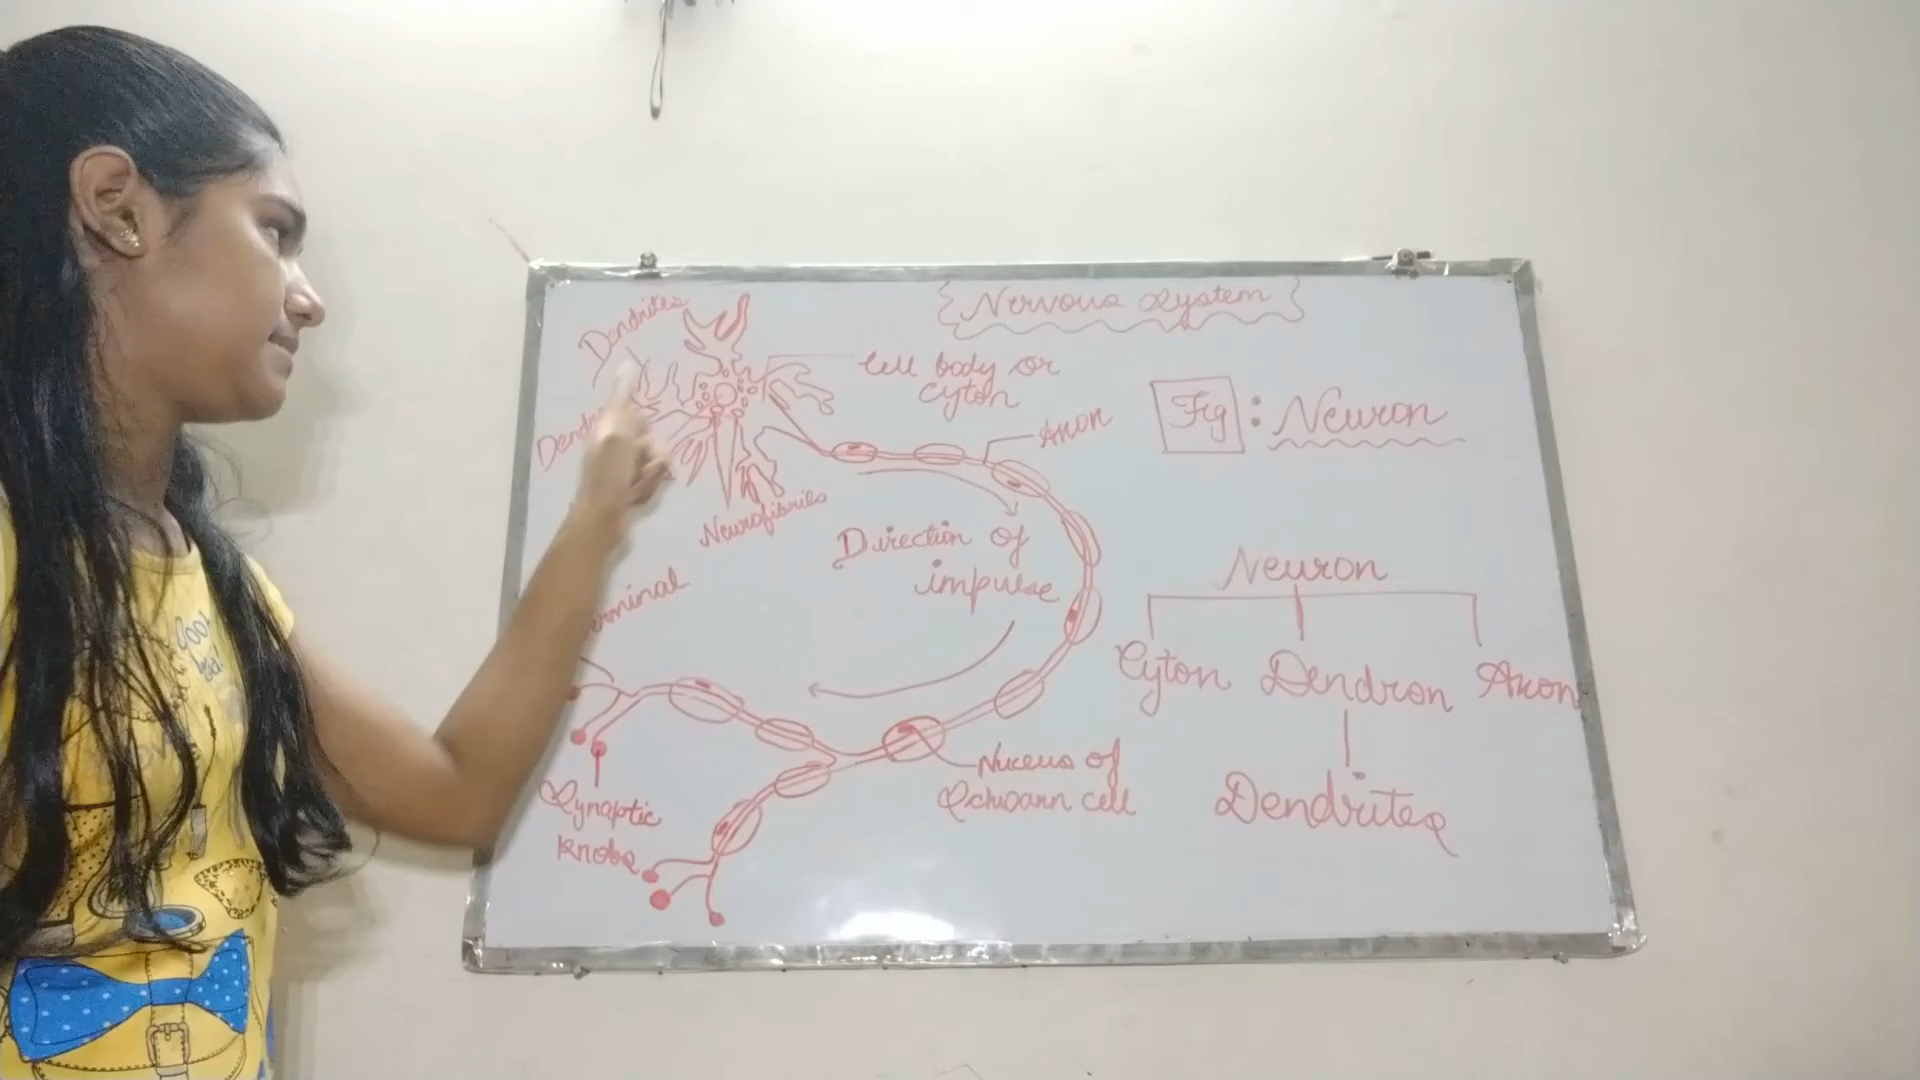 Nervous System
Dendrites
Cell body or
Cyton
Axon
Fig : Neuron
Neurofibrils
Direction of
impulse
Neuron
Cyton Dendron Axon
Dendrites
Nuceus of
Schwann cell
Synaptic
Knobs